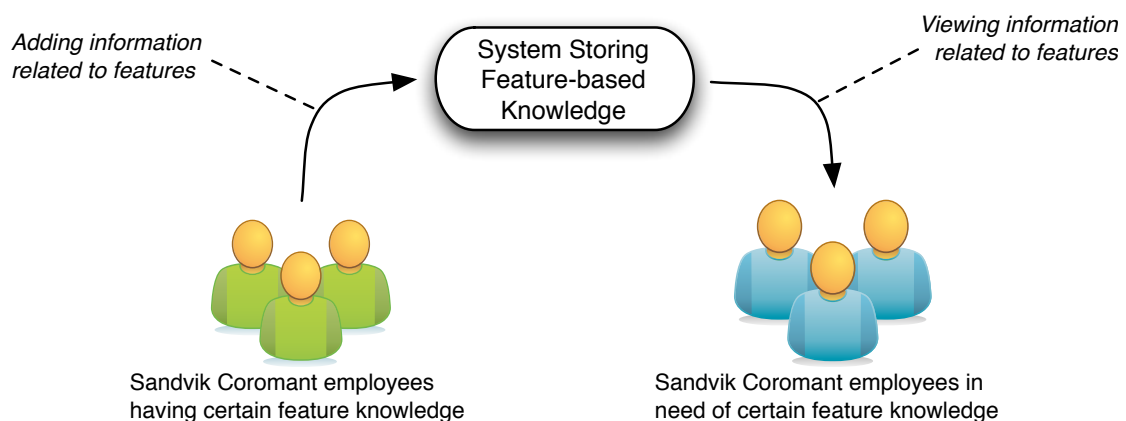 Adding information
related to features
System Storing
Feature-based
Knowledge
Viewing information
related to features
Sandvik Coromant employees
having certain feature knowledge
Sandvik Coromant employees in
need of certain feature knowledge